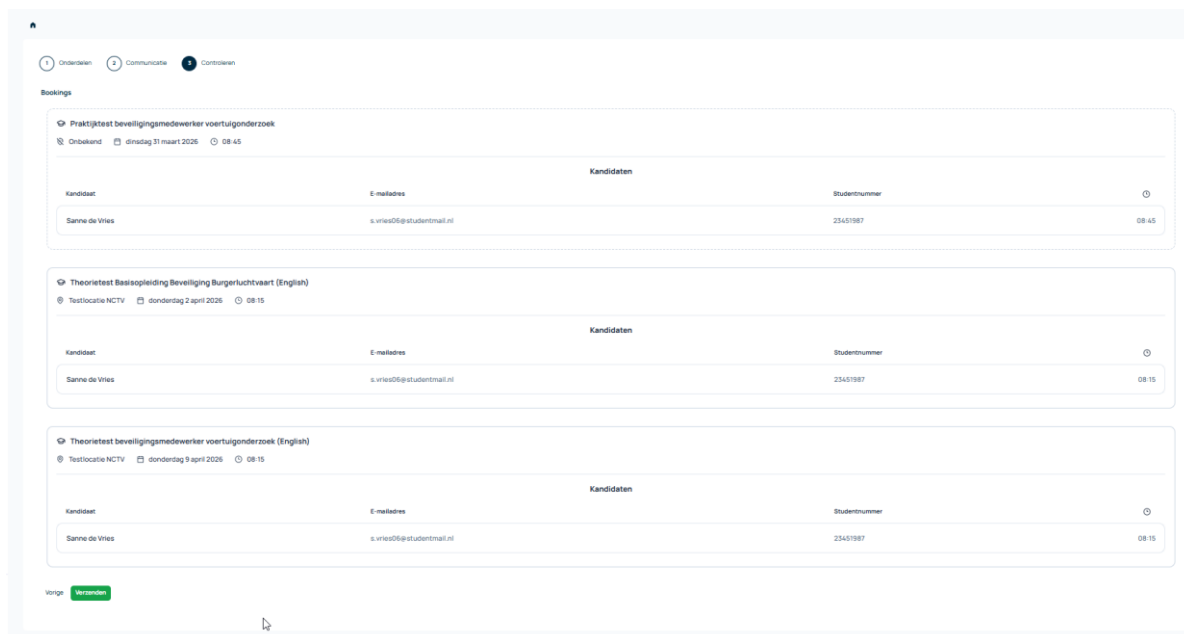 1 Onderdelen 2 Communicatie 3 Controleren
Bookings
Praktijktest beveiligingsmedewerker voertuigonderzoek
Onbekend dinsdag 31 maart 2026 08:45
Kandidaten
Kandidaat E-mailadres Studentnummer
Sanne de Vries s.vries06@studentmail.nl 23451987 08:45
Theorietest Basisopleiding Beveiliging Burgerluchtvaart (English)
Testlocatie NCTV donderdag 2 april 2026 08:15
Kandidaten
Kandidaat E-mailadres Studentnummer
Sanne de Vries s.vries06@studentmail.nl 23451987 08:15
Theorietest beveiligingsmedewerker voertuigonderzoek (English)
Testlocatie NCTV donderdag 9 april 2026 08:15
Kandidaten
Kandidaat E-mailadres Studentnummer
Sanne de Vries s.vries06@studentmail.nl 23451987 08:15
Vorige Verzenden